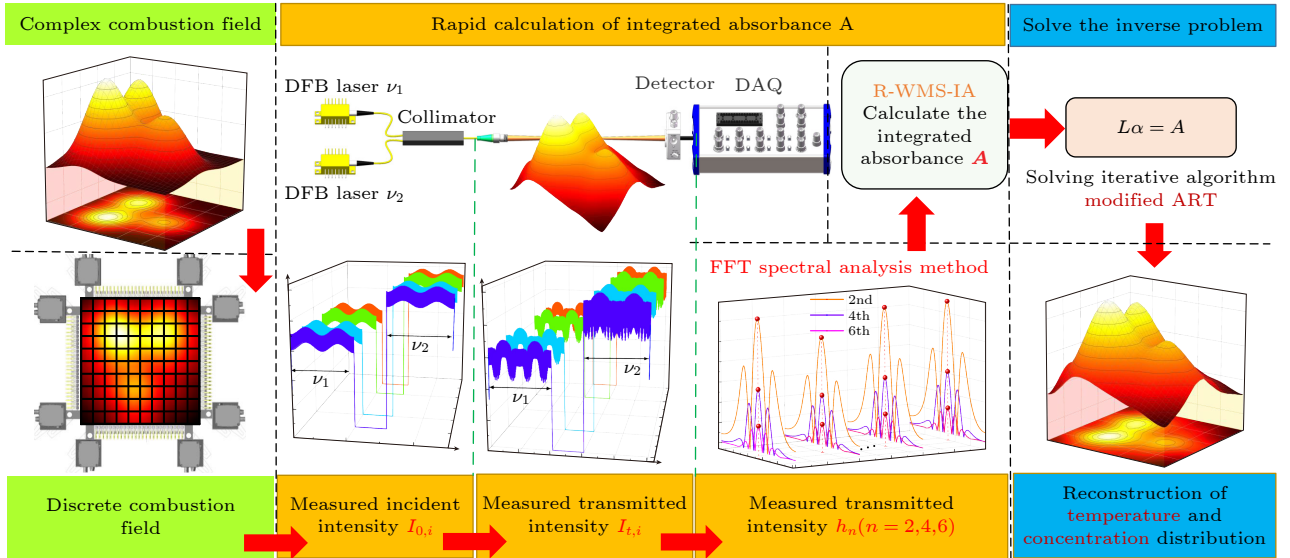 Complex combustion field
Rapid calculation of integrated absorbance A
Solve the inverse problem
DFB laser ν1
Collimator
DFB laser ν2
Detector
DAQ
R-WMS-IA
Calculate the
integrated
absorbance A
Lα = A
Solving iterative algorithm
modified ART
FFT spectral analysis method
ν1
ν2
ν1
ν2
2nd
4th
6th
...
Discrete combustion
field
Measured incident
intensity I0,i
Measured transmitted
intensity It,i
Measured transmitted
intensity hn(n = 2,4,6)
Reconstruction of
temperature and
concentration distribution